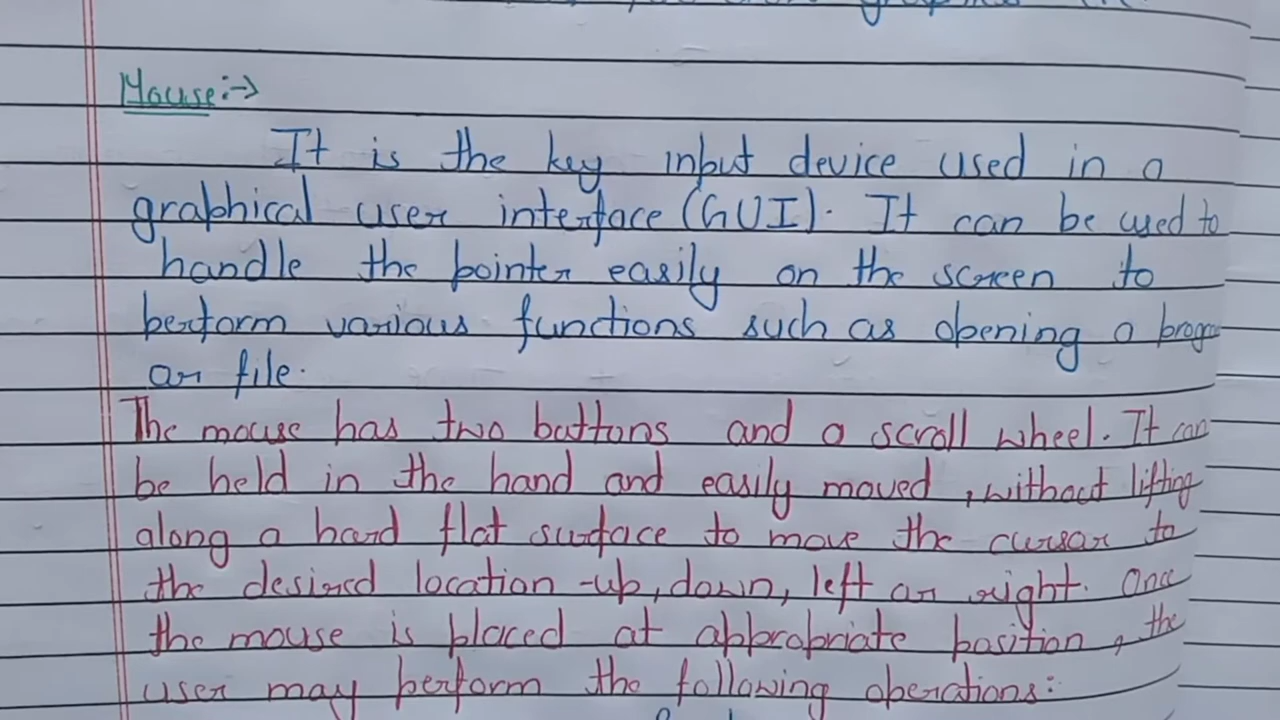 Mouse:→
It is the key input device used in a
graphical user interface (GUI). It can be used to
handle the pointer easily on the screen to
perform various functions such as opening a
or file.
The mouse has two buttons and a scroll wheel. It can
be held in the hand and easily moved, without lifting
along a hard flat surface to move the cursor to
the desired location -up, down, left or right. Once
the mouse is placed at appropriate position, the
user may perform the following operations: